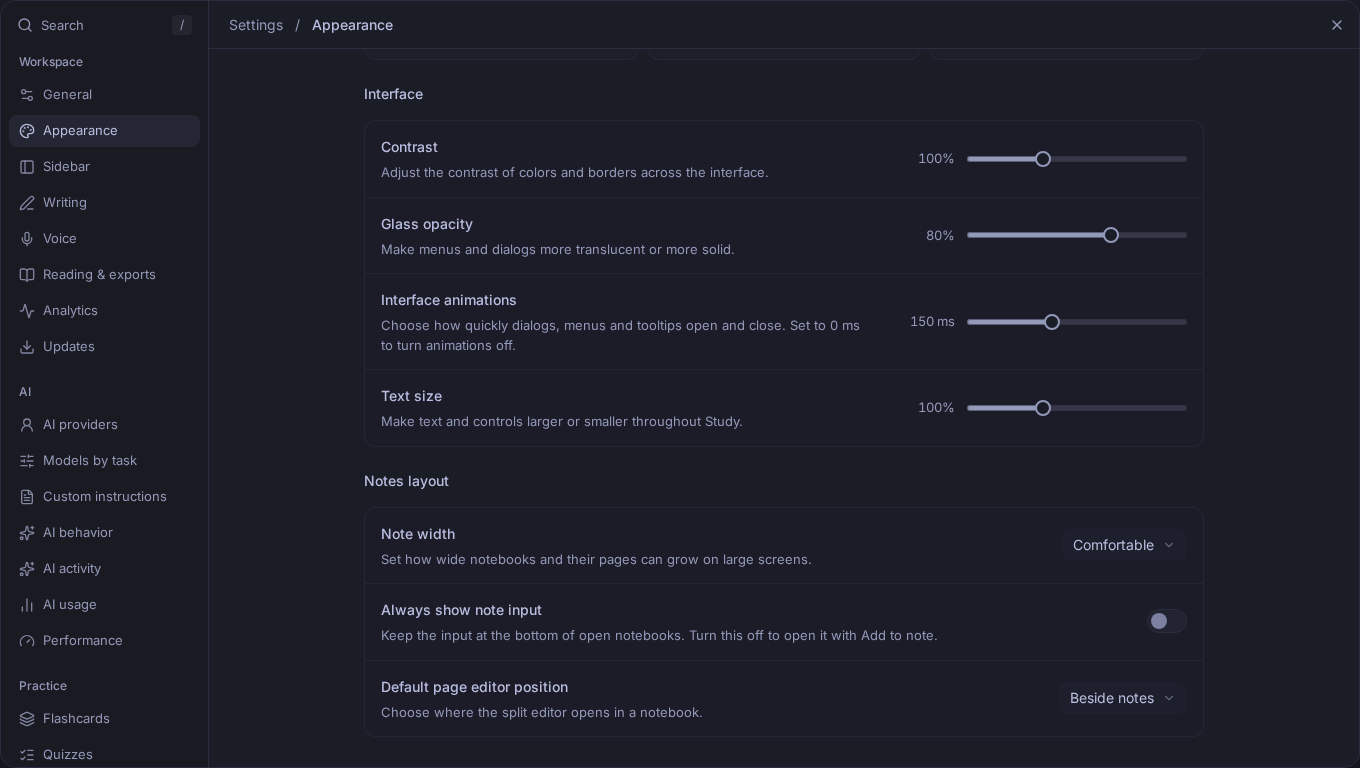 Search /
Workspace
General
Appearance
Sidebar
Writing
Voice
Reading & exports
Analytics
Updates
AI
AI providers
Models by task
Custom instructions
AI behavior
AI activity
AI usage
Performance
Practice
Flashcards
Quizzes
Settings / Appearance
Interface
Contrast
Adjust the contrast of colors and borders across the interface.
100%
Glass opacity
Make menus and dialogs more translucent or more solid.
80%
Interface animations
Choose how quickly dialogs, menus and tooltips open and close. Set to 0 ms
to turn animations off.
150 ms
Text size
Make text and controls larger or smaller throughout Study.
100%
Notes layout
Note width
Set how wide notebooks and their pages can grow on large screens.
Comfortable
Always show note input
Keep the input at the bottom of open notebooks. Turn this off to open it with Add to note.
Default page editor position
Choose where the split editor opens in a notebook.
Beside notes